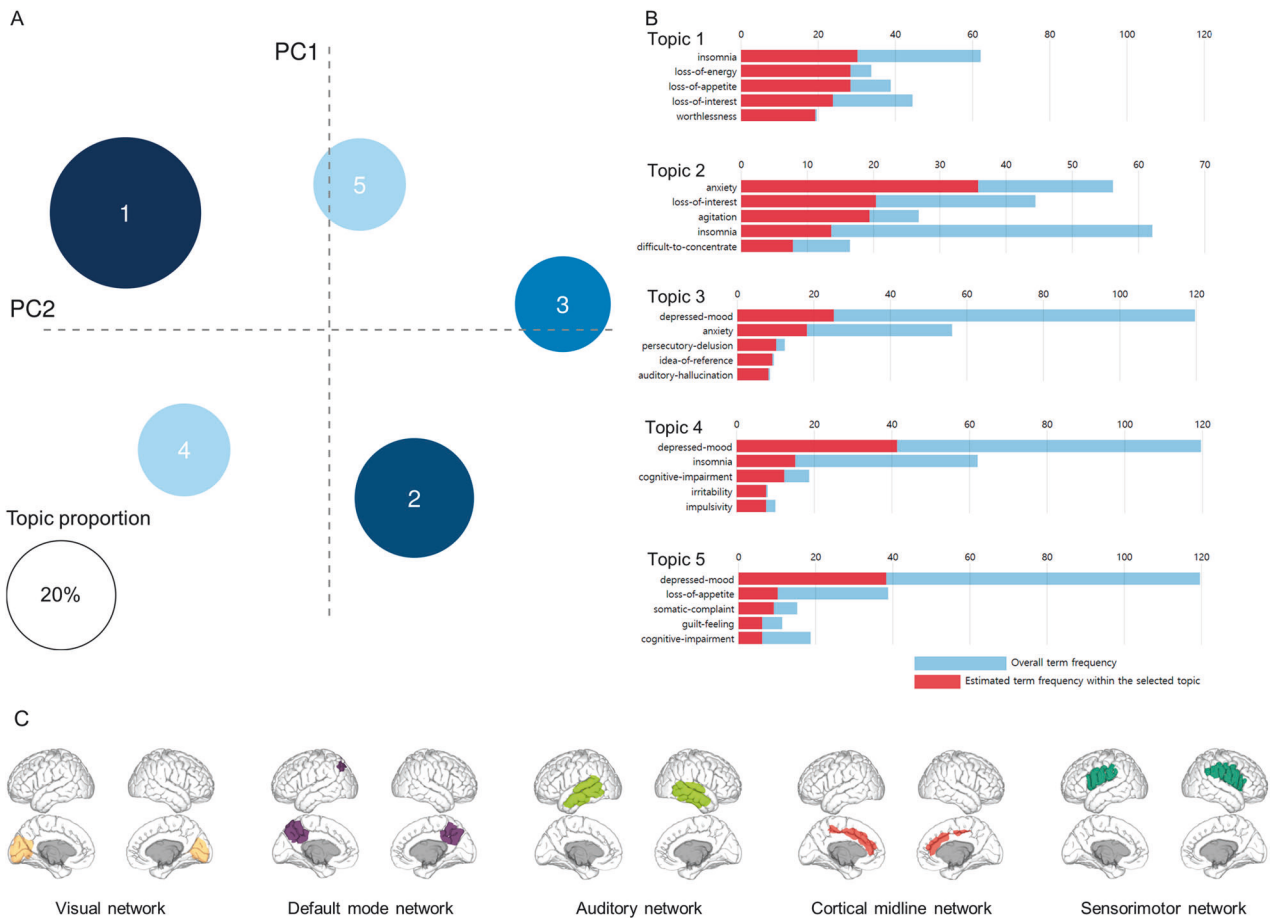 A
PC1
PC2
1
5
3
4
2
Topic proportion
20%
B
Topic 1
0 20 40 60 80 100 120
insomnia
loss-of-energy
loss-of-appetite
loss-of-interest
worthlessness
Topic 2
0 10 20 30 40 50 60 70
anxiety
loss-of-interest
agitation
insomnia
difficult-to-concentrate
Topic 3
0 20 40 60 80 100 120
depressed-mood
anxiety
persecutory-delusion
idea-of-reference
auditory-hallucination
Topic 4
0 20 40 60 80 100 120
depressed-mood
insomnia
cognitive-impairment
irritability
impulsivity
Topic 5
0 20 40 60 80 100 120
depressed-mood
loss-of-appetite
somatic-complaint
guilt-feeling
cognitive-impairment
Overall term frequency
Estimated term frequency within the selected topic
C
Visual network
Default mode network
Auditory network
Cortical midline network
Sensorimotor network